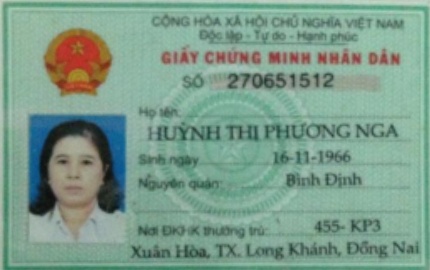 CỘNG HÒA XÃ HỘI CHỦ NGHĨA VIỆT NAM
Độc lập - Tự do - Hạnh phúc
GIẤY CHỨNG MINH NHÂN DÂN
SỐ 270651512
Họ tên:
HUỲNH THỊ PHƯƠNG NGA
Sinh ngày 16-11-1966
Nguyên quán: Bình Định
Nơi ĐKHK thường trú: 455- KP3
Xuân Hòa, TX. Long Khánh, Đồng Nai